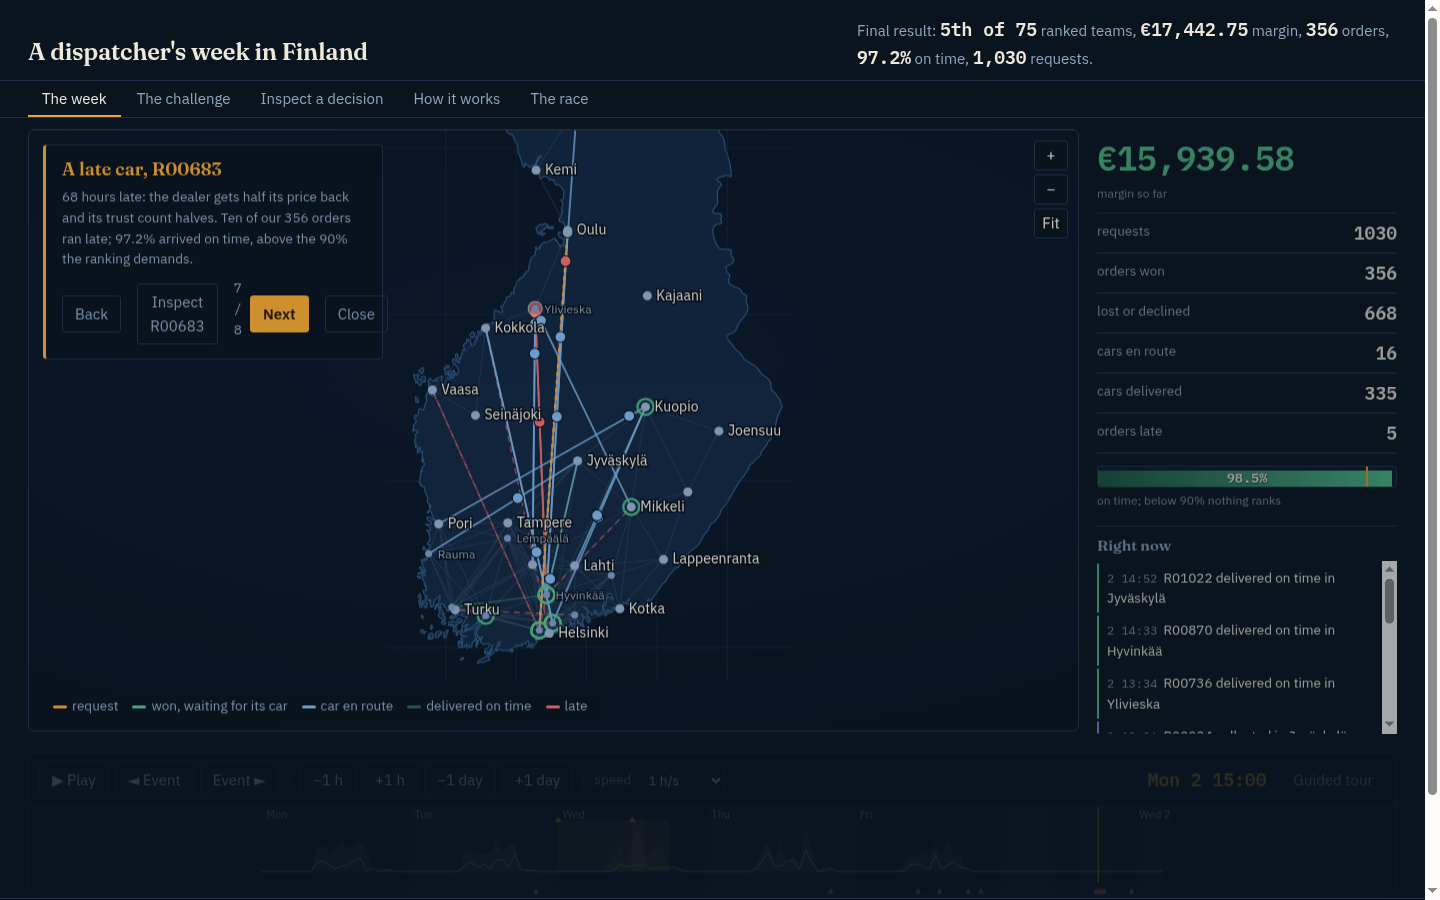 A dispatcher's week in Finland
Final result: 5th of 75 ranked teams, €17,442.75 margin, 356 orders,
97.2% on time, 1,030 requests.
The week
The challenge
Inspect a decision
How it works
The race
A late car, R00683
68 hours late: the dealer gets half its price back
and its trust count halves. Ten of our 356 orders
ran late; 97.2% arrived on time, above the 90%
the ranking demands.
Back
Inspect
R00683
7
/
8
Next
Close
+
−
Fit
Kemi
Oulu
Kajaani
Ylivieska
Kokkola
Vaasa
Seinäjoki
Kuopio
Joensuu
Jyväskylä
Mikkeli
Pori
Tampere
Lempäälä
Rauma
Lahti
Lappeenranta
Hyvinkää
Turku
Kotka
Helsinki
request
won, waiting for its car
car en route
delivered on time
late
€15,939.58
margin so far
requests 1030
orders won 356
lost or declined 668
cars en route 16
cars delivered 335
orders late 5
98.5%
on time; below 90% nothing ranks
Right now
2 14:52 R01022 delivered on time in
Jyväskylä
2 14:33 R00870 delivered on time in
Hyvinkää
2 13:34 R00736 delivered on time in
Ylivieska
▶ Play
◄ Event
Event ►
−1 h
+1 h
−1 day
+1 day
speed
1 h/s
Mon 2 15:00
Guided tour
Mon
Tue
Wed
Thu
Fri
Wed 2